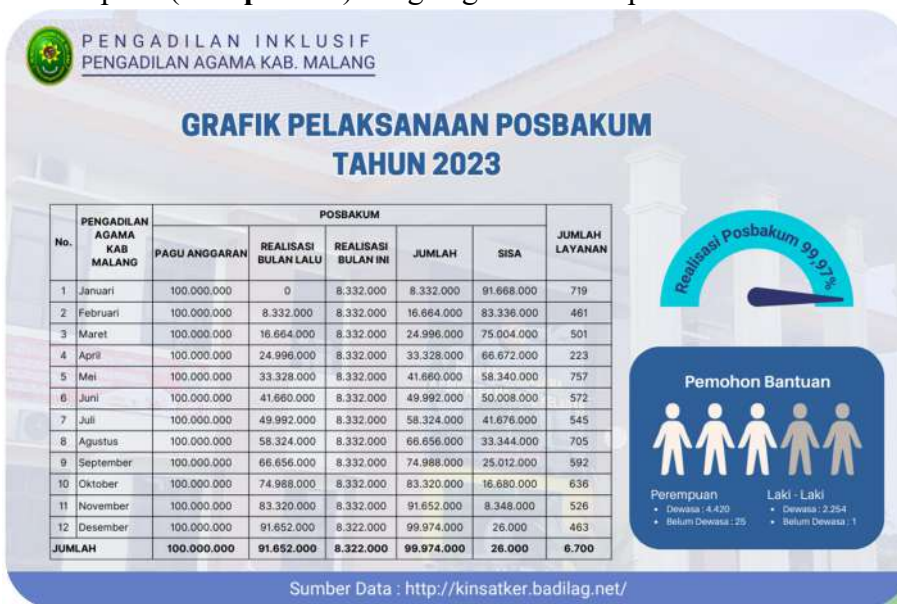 PENGADILAN INKLUSIF
PENGADILAN AGAMA KAB. MALANG
GRAFIK PELAKSANAAN POSBAKUM
TAHUN 2023
No. PENGADILAN AGAMA KAB MALANG POSBAKUM JUMLAH LAYANAN
PAGU ANGGARAN REALISASI BULAN LALU REALISASI BULAN INI JUMLAH SISA
1 Januari 100.000.000 0 8.332.000 8.332.000 91.668.000 719
2 Februari 100.000.000 8.332.000 8.332.000 16.664.000 83.336.000 461
3 Maret 100.000.000 16.664.000 8.332.000 24.996.000 75.004.000 501
4 April 100.000.000 24.996.000 8.332.000 33.328.000 66.672.000 223
5 Mei 100.000.000 33.328.000 8.332.000 41.660.000 58.340.000 757
6 Juni 100.000.000 41.660.000 8.332.000 49.992.000 50.008.000 572
7 Juli 100.000.000 49.992.000 8.332.000 58.324.000 41.676.000 545
8 Agustus 100.000.000 58.324.000 8.332.000 66.656.000 33.344.000 705
9 September 100.000.000 66.656.000 8.332.000 74.988.000 25.012.000 592
10 Oktober 100.000.000 74.988.000 8.332.000 83.320.000 16.680.000 636
11 November 100.000.000 83.320.000 8.332.000 91.652.000 8.348.000 526
12 Desember 100.000.000 91.652.000 8.322.000 99.974.000 26.000 463
JUMLAH 100.000.000 91.652.000 8.322.000 99.974.000 26.000 6.700
Realisasi Posbakum 99,97%
Pemohon Bantuan
Perempuan
• Dewasa : 4.420
• Belum Dewasa : 25
Laki - Laki
• Dewasa : 2.254
• Belum Dewasa : 1
Sumber Data : http://kinsatker.badilag.net/